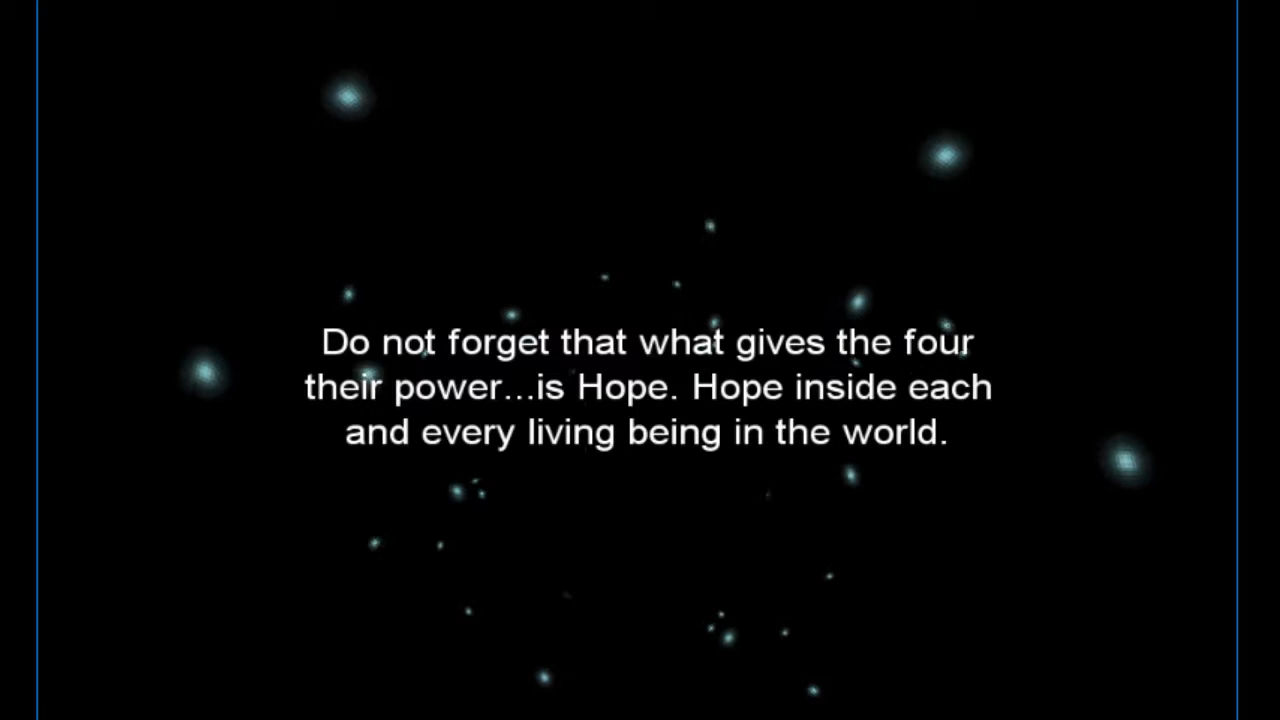 Do not forget that what gives the four
their power...is Hope. Hope inside each
and every living being in the world.